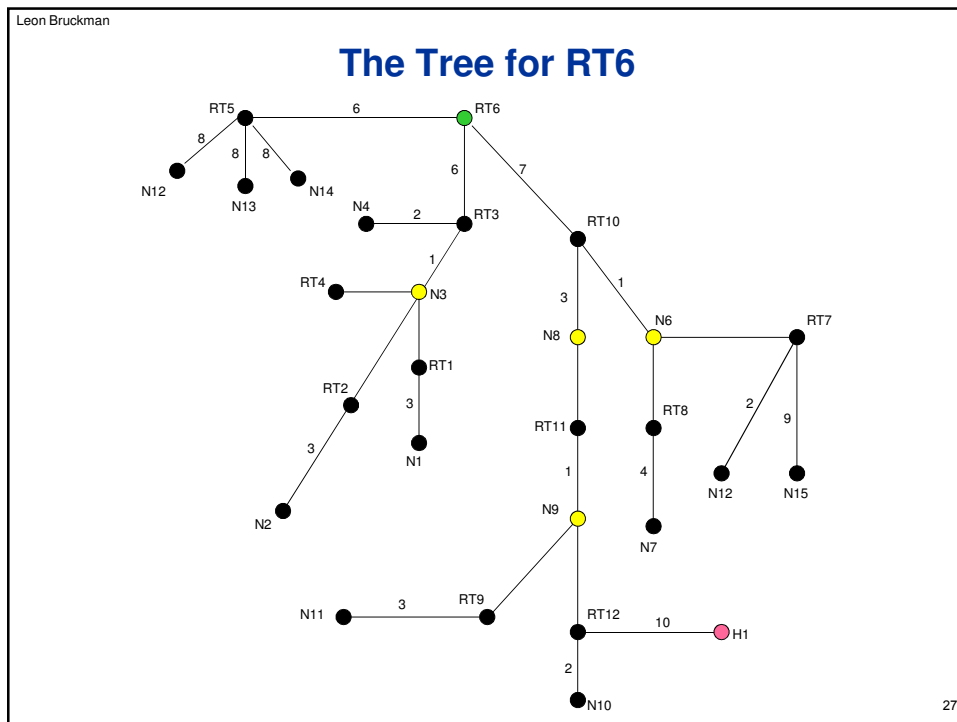 Leon Bruckman
The Tree for RT6
RT5 6 RT6
8 8 8 6 7
N12 N13 N14
N4 2 RT3 RT10
1 1
RT4 N3 3
N8 N6 RT7
RT2 RT1
3 2 9
RT11 RT8
3 N1 1 4
N12 N15
N2 N9 N7
N11 3 RT9 RT12 10 H1
2
N10
27